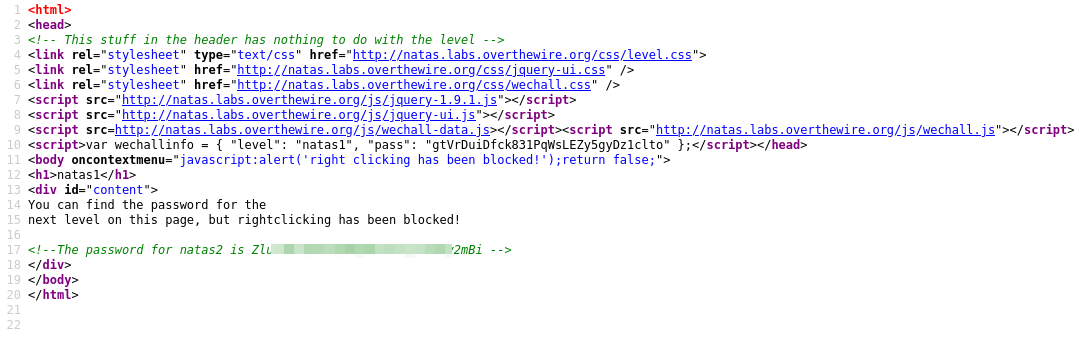 1 <html>
2 <head>
3 <!-- This stuff in the header has nothing to do with the level -->
4 <link rel="stylesheet" type="text/css" href="http://natas.labs.overthewire.org/css/level.css">
5 <link rel="stylesheet" href="http://natas.labs.overthewire.org/css/jquery-ui.css" />
6 <link rel="stylesheet" href="http://natas.labs.overthewire.org/css/wechall.css" />
7 <script src="http://natas.labs.overthewire.org/js/jquery-1.9.1.js"></script>
8 <script src="http://natas.labs.overthewire.org/js/jquery-ui.js"></script>
9 <script src=http://natas.labs.overthewire.org/js/wechall-data.js></script><script src="http://natas.labs.overthewire.org/js/wechall.js"></script>
10 <script>var wechallinfo = { "level": "natas1", "pass": "gtVrDuiDfck831PqWsLEZy5gyDz1clto" };</script></head>
11 <body oncontextmenu="javascript:alert('right clicking has been blocked!');return false;">
12 <h1>natas1</h1>
13 <div id="content">
14 You can find the password for the
15 next level on this page, but rightclicking has been blocked!
16
17 <!--The password for natas2 is 2mBi -->
18 </div>
19 </body>
20 </html>
21
22